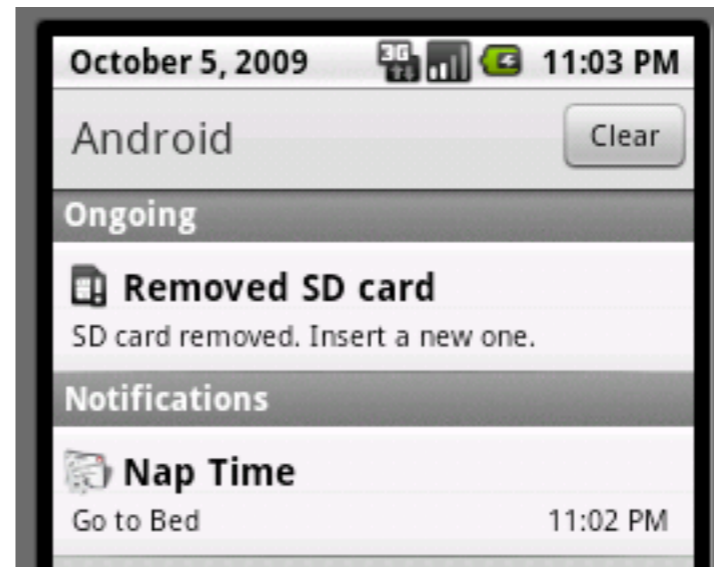 October 5, 2009 3G 11:03 PM
Android Clear
Ongoing
Removed SD card
SD card removed. Insert a new one.
Notifications
Nap Time
Go to Bed 11:02 PM